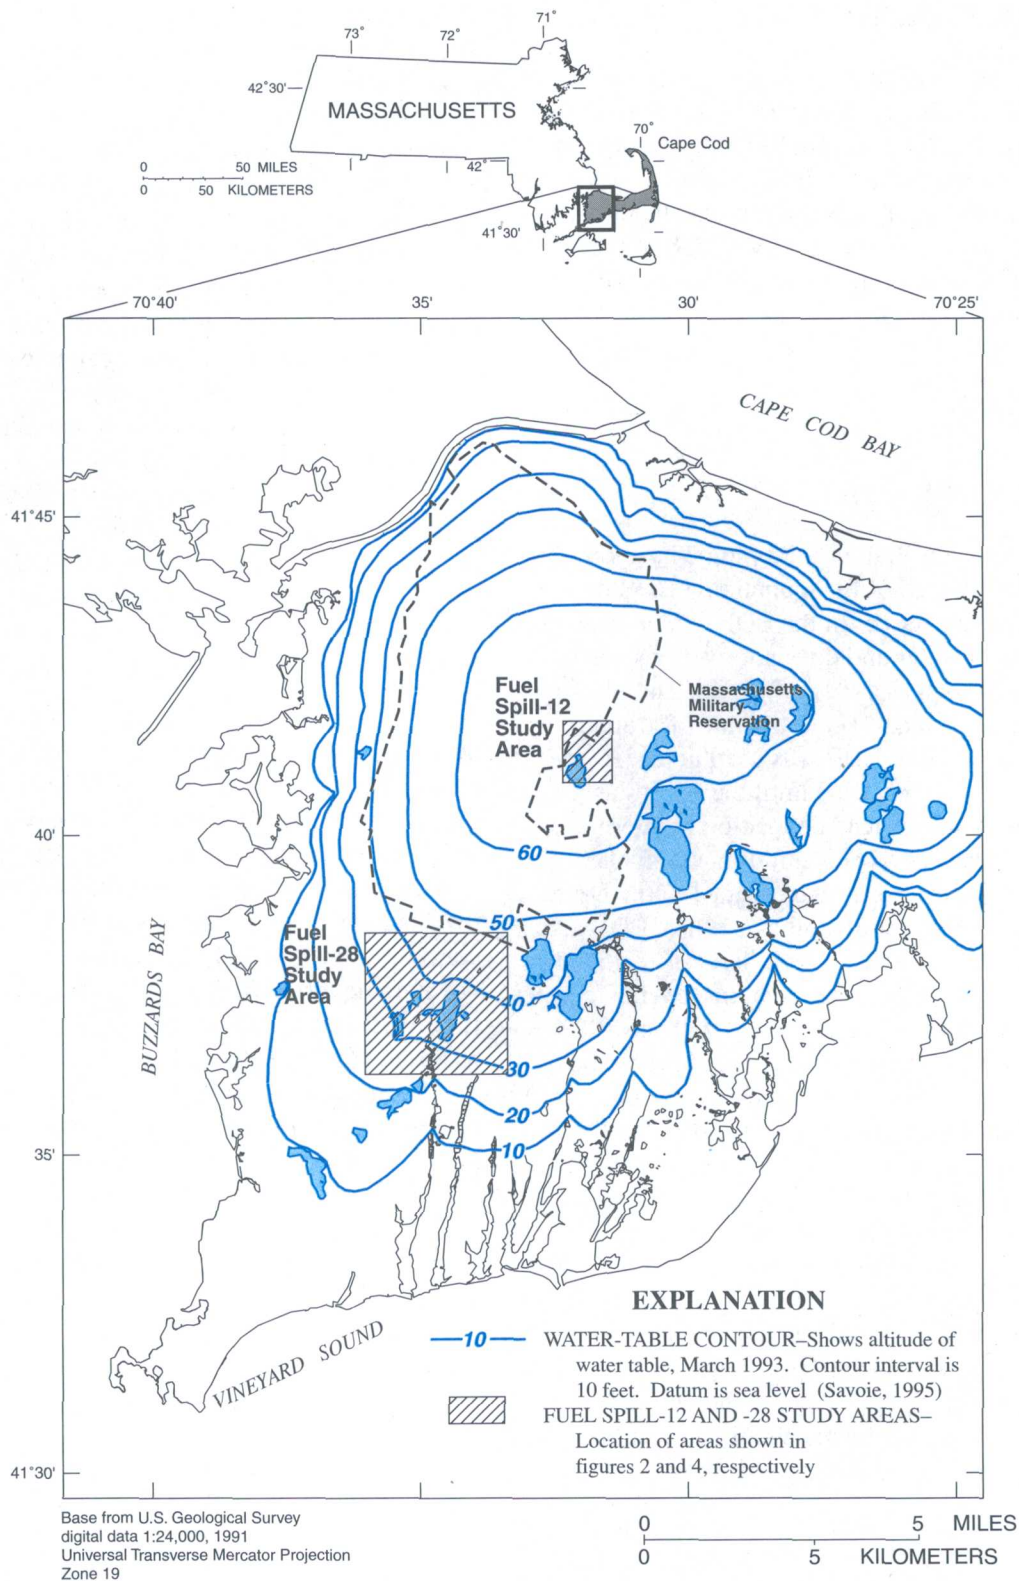 73°
72°
71°
42°30'
MASSACHUSETTS
70°
Cape Cod
42°
0 50 MILES
0 50 KILOMETERS
41°30'
70°40'
35'
30'
70°25'
CAPE COD BAY
41°45'
Fuel
Spill-12
Study
Area
Massachusetts
Military
Reservation
40'
60
50
Fuel
Spill-28
Study
Area
BUZZARDS BAY
40
30
20
10
35'
EXPLANATION
10
WATER-TABLE CONTOUR–Shows altitude of
water table, March 1993. Contour interval is
10 feet. Datum is sea level (Savoie, 1995)
FUEL SPILL-12 AND -28 STUDY AREAS–
Location of areas shown in
figures 2 and 4, respectively
VINEYARD SOUND
41°30'
Base from U.S. Geological Survey
digital data 1:24,000, 1991
Universal Transverse Mercator Projection
Zone 19
0 5 MILES
0 5 KILOMETERS